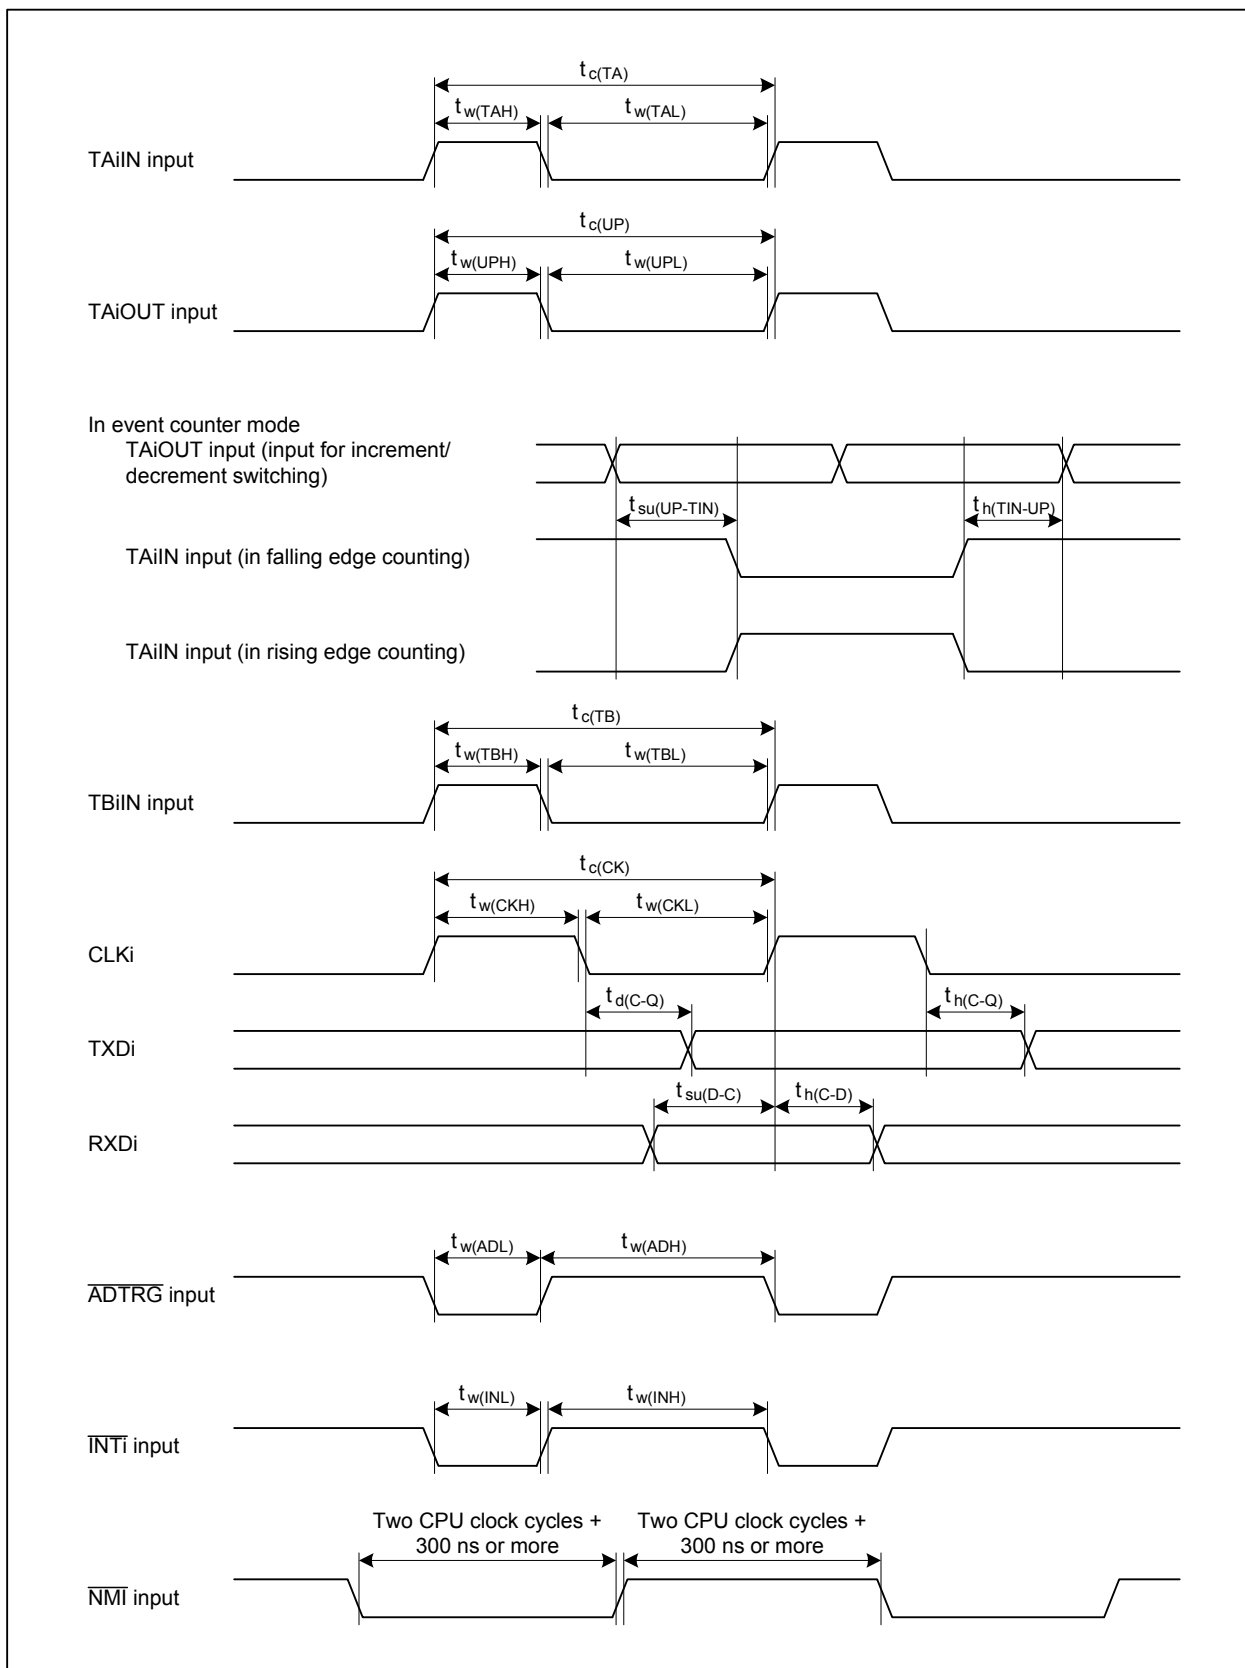 tc(TA)
tw(TAH) tw(TAL)
TAiIN input
tc(UP)
tw(UPH) tw(UPL)
TAiOUT input
In event counter mode
TAiOUT input (input for increment/
decrement switching)
tsu(UP-TIN) th(TIN-UP)
TAiIN input (in falling edge counting)
TAiIN input (in rising edge counting)
tc(TB)
tw(TBH) tw(TBL)
TBiIN input
tc(CK)
tw(CKH) tw(CKL)
CLKi
td(C-Q) th(C-Q)
TXDi
tsu(D-C) th(C-D)
RXDi
tw(ADL) tw(ADH)
ADTRG input
tw(INL) tw(INH)
INTi input
Two CPU clock cycles + Two CPU clock cycles +
300 ns or more 300 ns or more
NMI input